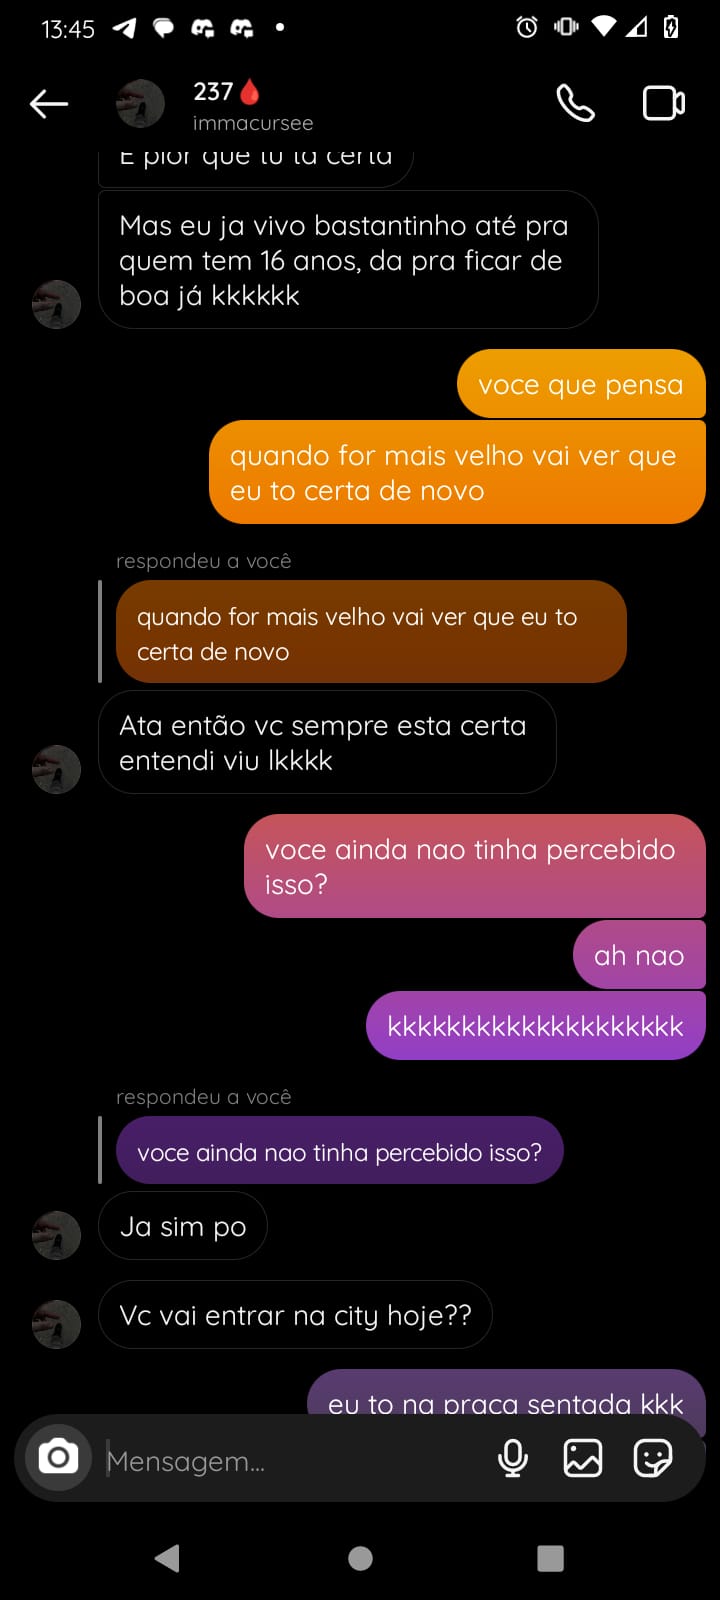 13:45
237
immacursee
E pior que tu ta certa
Mas eu ja vivo bastantinho até pra
quem tem 16 anos, da pra ficar de
boa já kkkkkk
voce que pensa
quando for mais velho vai ver que
eu to certa de novo
respondeu a você
quando for mais velho vai ver que eu to
certa de novo
Ata então vc sempre esta certa
entendi viu lkkkk
voce ainda nao tinha percebido
isso?
ah nao
kkkkkkkkkkkkkkkkkkkk
respondeu a você
voce ainda nao tinha percebido isso?
Ja sim po
Vc vai entrar na city hoje??
eu to na praca sentada kkk
Mensagem...